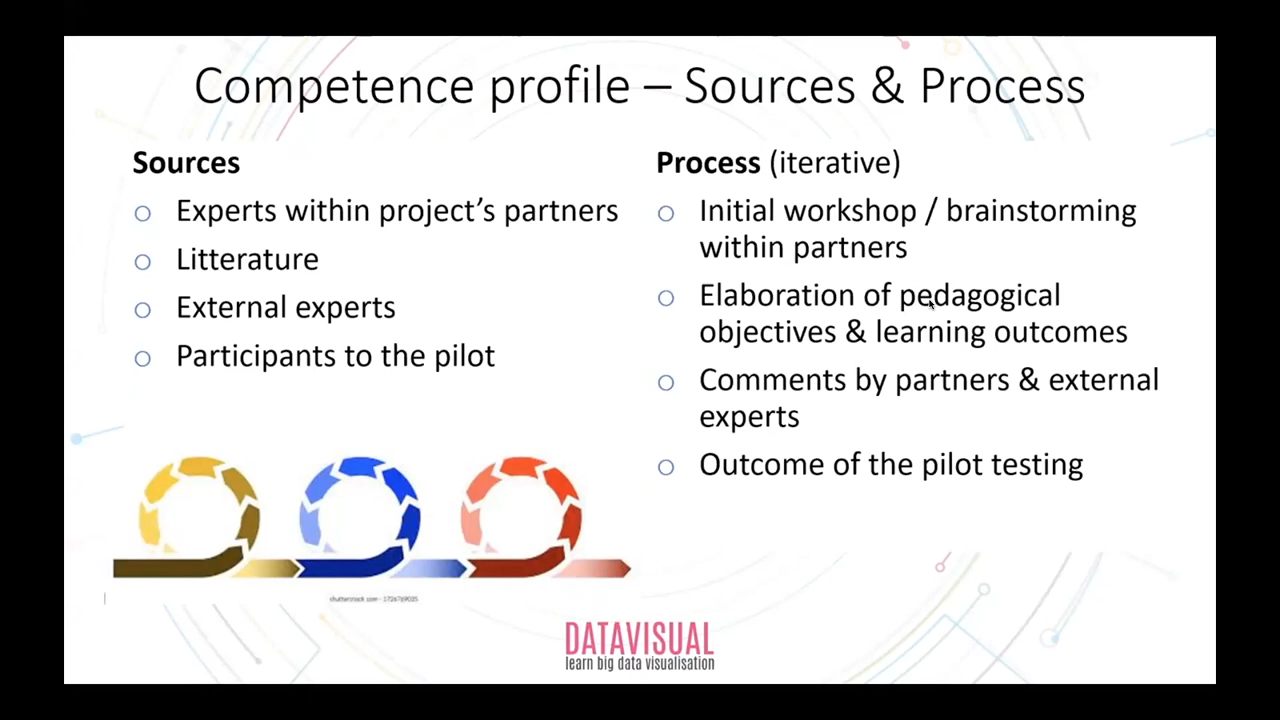 Competence profile – Sources & Process
Sources
Experts within project's partners
Litterature
External experts
Participants to the pilot
Process (iterative)
Initial workshop / brainstorming
within partners
Elaboration of pedagogical
objectives & learning outcomes
Comments by partners & external
experts
Outcome of the pilot testing
shutterstock.com ·
DATAVISUAL
learn big data visualisation